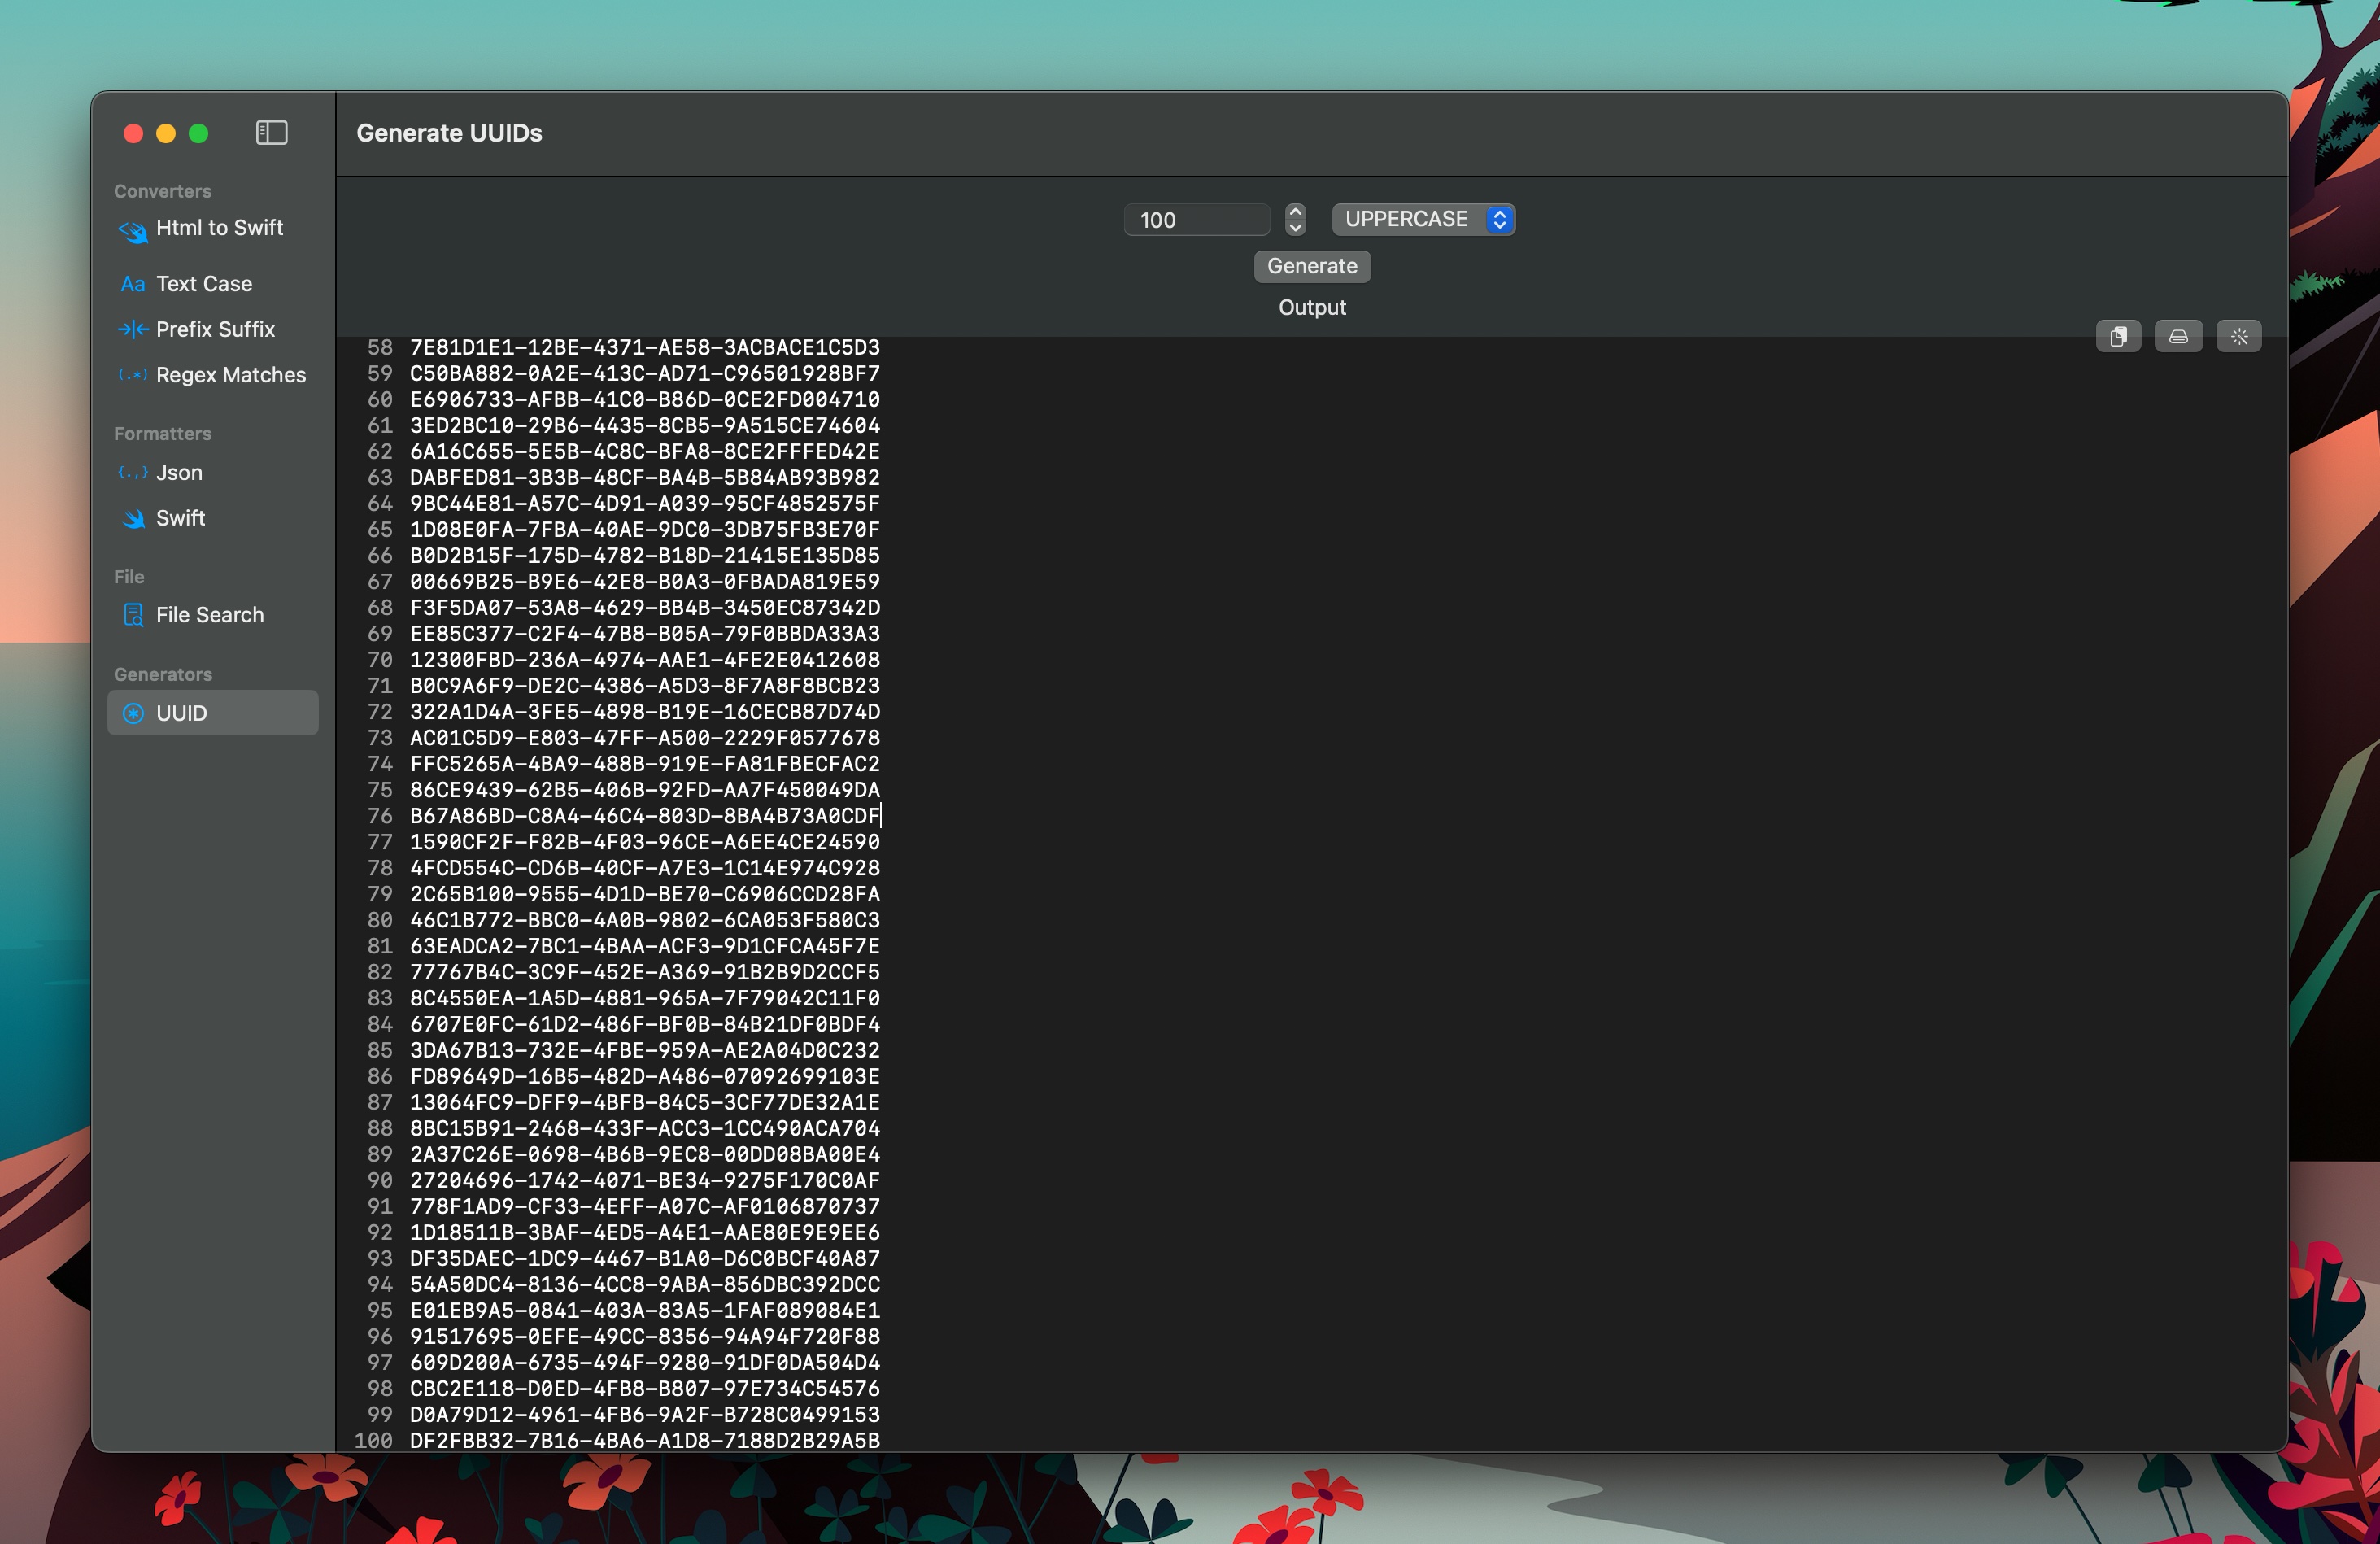 Generate UUIDs
Converters
Html to Swift
Aa Text Case
Prefix Suffix
(.*) Regex Matches
Formatters
{.,} Json
Swift
File
File Search
Generators
UUID
100 UPPERCASE
Generate
Output
58 7E81D1E1-12BE-4371-AE58-3ACBACE1C5D3
59 C50BA882-0A2E-413C-AD71-C96501928BF7
60 E6906733-AFBB-41C0-B86D-0CE2FD004710
61 3ED2BC10-29B6-4435-8CB5-9A515CE74604
62 6A16C655-5E5B-4C8C-BFA8-8CE2FFFED42E
63 DABFED81-3B3B-48CF-BA4B-5B84AB93B982
64 9BC44E81-A57C-4D91-A039-95CF4852575F
65 1D08E0FA-7FBA-40AE-9DC0-3DB75FB3E70F
66 B0D2B15F-175D-4782-B18D-21415E135D85
67 00669B25-B9E6-42E8-B0A3-0FBADA819E59
68 F3F5DA07-53A8-4629-BB4B-3450EC87342D
69 EE85C377-C2F4-47B8-B05A-79F0BBDA33A3
70 12300FBD-236A-4974-AAE1-4FE2E0412608
71 B0C9A6F9-DE2C-4386-A5D3-8F7A8F8BCB23
72 322A1D4A-3FE5-4898-B19E-16CECB87D74D
73 AC01C5D9-E803-47FF-A500-2229F0577678
74 FFC5265A-4BA9-488B-919E-FA81FBECFAC2
75 86CE9439-62B5-406B-92FD-AA7F450049DA
76 B67A86BD-C8A4-46C4-803D-8BA4B73A0CDF
77 1590CF2F-F82B-4F03-96CE-A6EE4CE24590
78 4FCD554C-CD6B-40CF-A7E3-1C14E974C928
79 2C65B100-9555-4D1D-BE70-C6906CCD28FA
80 46C1B772-BBC0-4A0B-9802-6CA053F580C3
81 63EADCA2-7BC1-4BAA-ACF3-9D1CFCA45F7E
82 77767B4C-3C9F-452E-A369-91B2B9D2CCF5
83 8C4550EA-1A5D-4881-965A-7F79042C11F0
84 6707E0FC-61D2-486F-BF0B-84B21DF0BDF4
85 3DA67B13-732E-4FBE-959A-AE2A04D0C232
86 FD89649D-16B5-482D-A486-07092699103E
87 13064FC9-DFF9-4BFB-84C5-3CF77DE32A1E
88 8BC15B91-2468-433F-ACC3-1CC490ACA704
89 2A37C26E-0698-4B6B-9EC8-00DD08BA00E4
90 27204696-1742-4071-BE34-9275F170C0AF
91 778F1AD9-CF33-4EFF-A07C-AF0106870737
92 1D18511B-3BAF-4ED5-A4E1-AAE80E9E9EE6
93 DF35DAEC-1DC9-4467-B1A0-D6C0BCF40A87
94 54A50DC4-8136-4CC8-9ABA-856DBC392DCC
95 E01EB9A5-0841-403A-83A5-1FAF089084E1
96 91517695-0EFE-49CC-8356-94A94F720F88
97 609D200A-6735-494F-9280-91DF0DA504D4
98 CBC2E118-D0ED-4FB8-B807-97E734C54576
99 D0A79D12-4961-4FB6-9A2F-B728C0499153
100 DF2FBB32-7B16-4BA6-A1D8-7188D2B29A5B